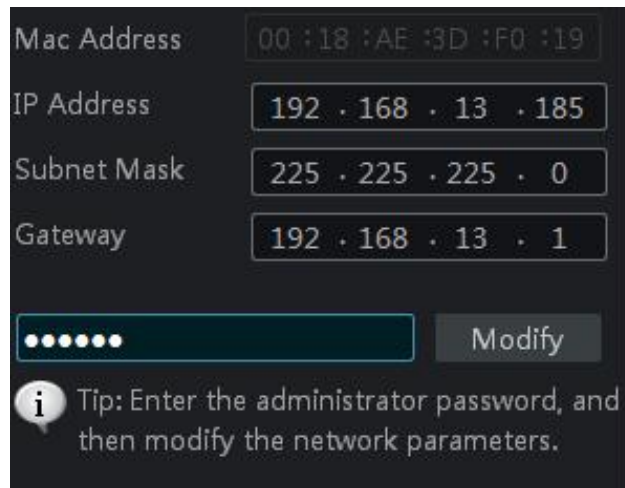 Mac Address 00 : 18 : AE : 3D : F0 : 19
IP Address 192 . 168 . 13 . 185
Subnet Mask 225 . 225 . 225 . 0
Gateway 192 . 168 . 13 . 1
●●●●●● Modify
i Tip: Enter the administrator password, and
then modify the network parameters.